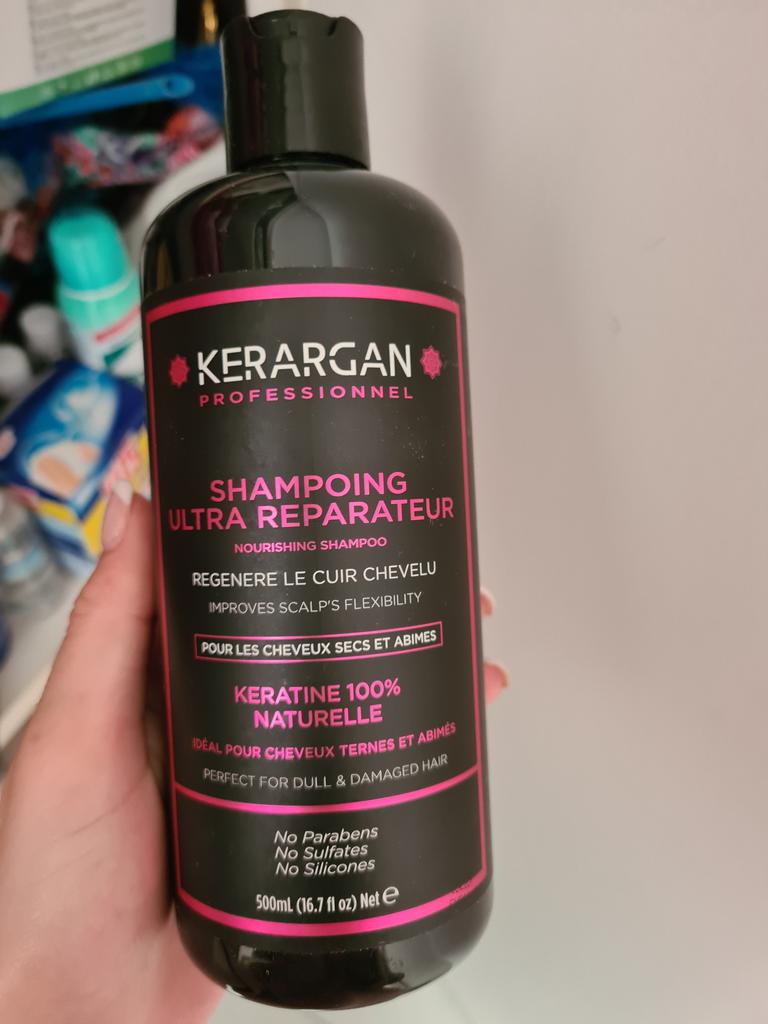 KERARGAN
PROFESSIONNEL
SHAMPOING
ULTRA REPARATEUR
NOURISHING SHAMPOO
REGENERE LE CUIR CHEVELU
IMPROVES SCALP'S FLEXIBILITY
POUR LES CHEVEUX SECS ET ABIMES
KERATINE 100%
NATURELLE
IDÉAL POUR CHEVEUX TERNES ET ABIMÉS
PERFECT FOR DULL & DAMAGED HAIR
No Parabens
No Sulfates
No Silicones
500mL (16.7 fl oz) Net e